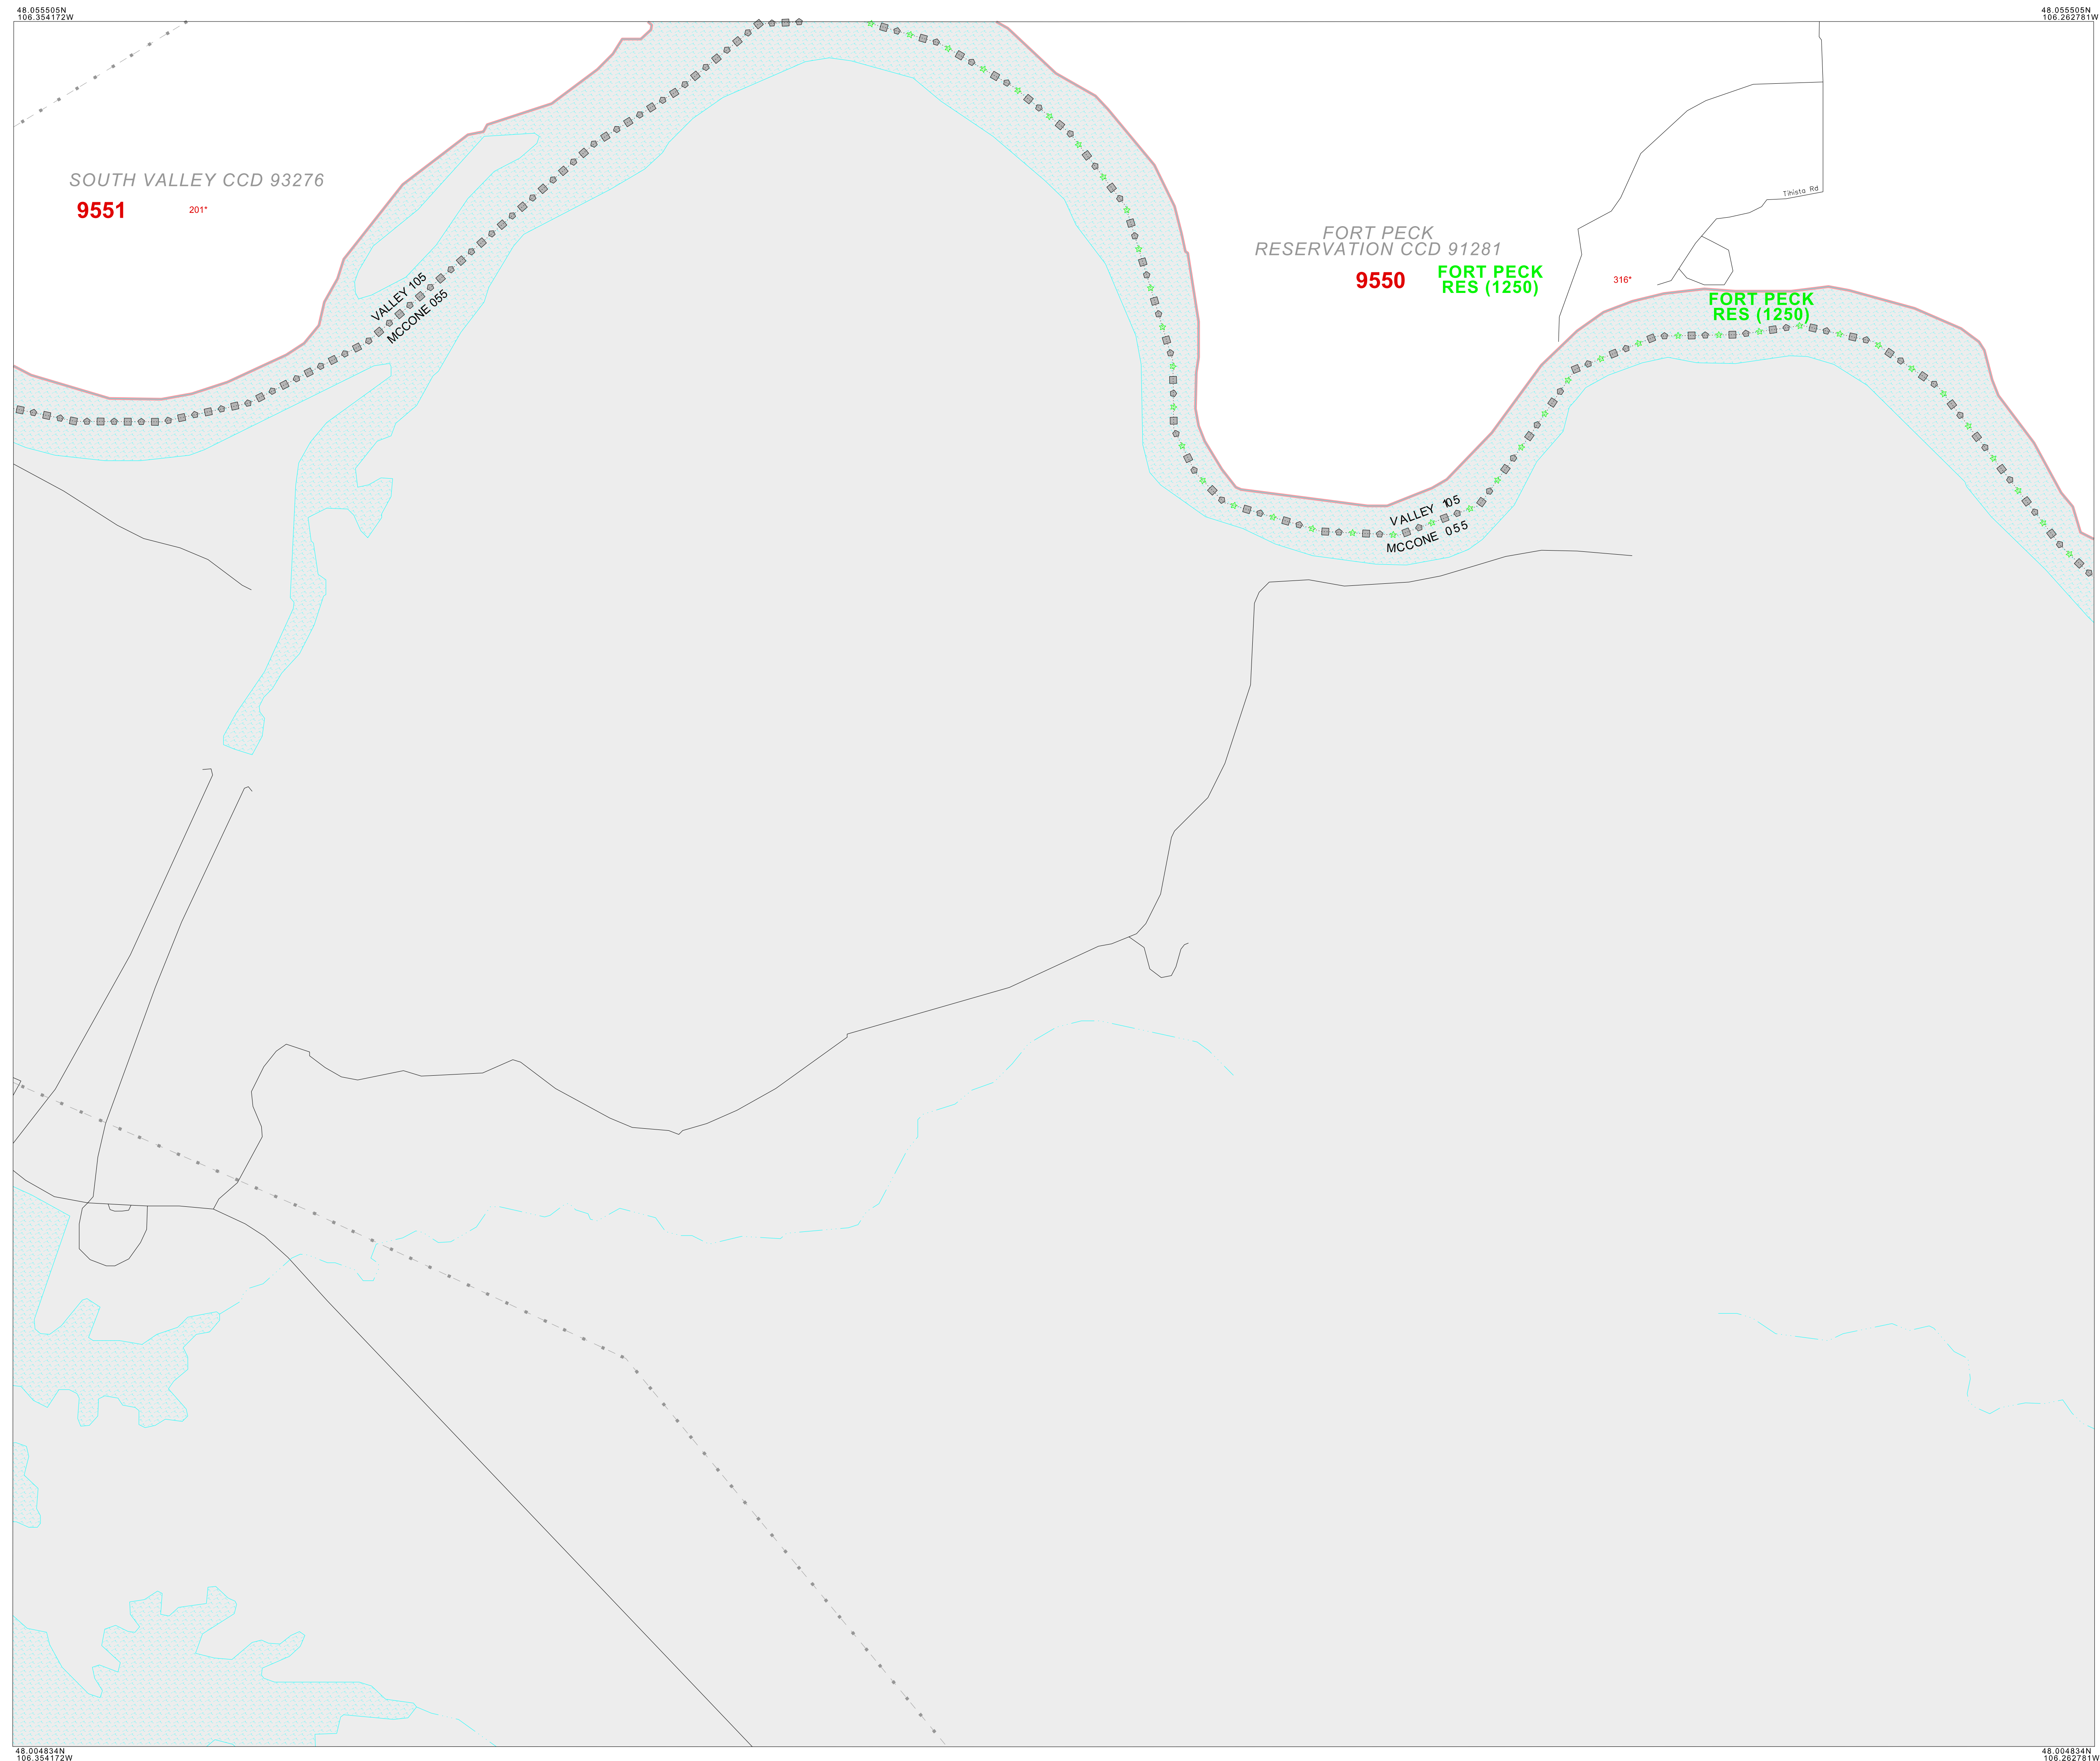 48.055505N
106.354172W
48.055505N
106.262781W
SOUTH VALLEY CCD 93276
9551
201*
Tihista Rd
FORT PECK
RESERVATION CCD 91281
9550
FORT PECK
RES (1250)
316*
FORT PECK
RES (1250)
VALLEY 105
MCCONE 055
VALLEY 105
MCCONE 055
48.004834N
106.354172W
48.004834N
106.262781W